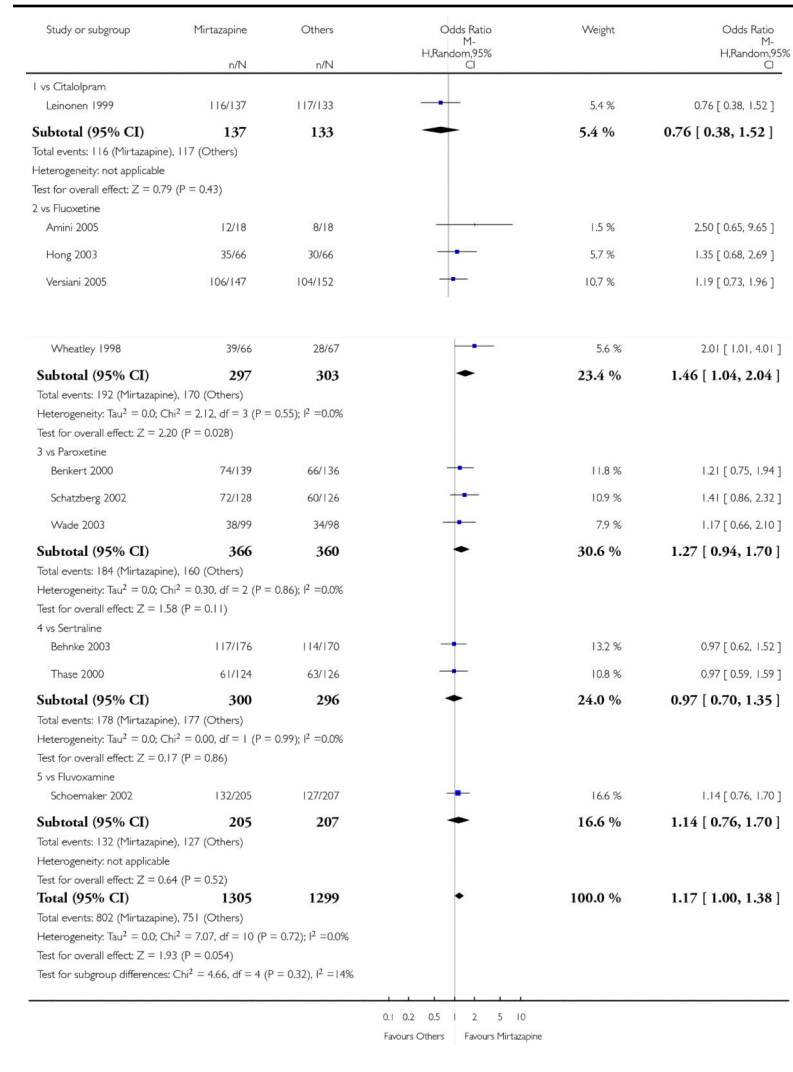 Study or subgroup Mirtazapine Others Odds Ratio Weight Odds Ratio
M- M-
H,Random,95% H,Random,95%
n/N n/N CI CI
1 vs Citalolpram
Leinonen 1999 116/137 117/133 5.4 % 0.76 [ 0.38, 1.52 ]
Subtotal (95% CI) 137 133 5.4 % 0.76 [ 0.38, 1.52 ]
Total events: 116 (Mirtazapine), 117 (Others)
Heterogeneity: not applicable
Test for overall effect: Z = 0.79 (P = 0.43)
2 vs Fluoxetine
Amini 2005 12/18 8/18 1.5 % 2.50 [ 0.65, 9.65 ]
Hong 2003 35/66 30/66 5.7 % 1.35 [ 0.68, 2.69 ]
Versiani 2005 106/147 104/152 10.7 % 1.19 [ 0.73, 1.96 ]
Wheatley 1998 39/66 28/67 5.6 % 2.01 [ 1.01, 4.01 ]
Subtotal (95% CI) 297 303 23.4 % 1.46 [ 1.04, 2.04 ]
Total events: 192 (Mirtazapine), 170 (Others)
Heterogeneity: Tau² = 0.0; Chi² = 2.12, df = 3 (P = 0.55); I² =0.0%
Test for overall effect: Z = 2.20 (P = 0.028)
3 vs Paroxetine
Benkert 2000 74/139 66/136 11.8 % 1.21 [ 0.75, 1.94 ]
Schatzberg 2002 72/128 60/126 10.9 % 1.41 [ 0.86, 2.32 ]
Wade 2003 38/99 34/98 7.9 % 1.17 [ 0.66, 2.10 ]
Subtotal (95% CI) 366 360 30.6 % 1.27 [ 0.94, 1.70 ]
Total events: 184 (Mirtazapine), 160 (Others)
Heterogeneity: Tau² = 0.0; Chi² = 0.30, df = 2 (P = 0.86); I² =0.0%
Test for overall effect: Z = 1.58 (P = 0.11)
4 vs Sertraline
Behnke 2003 117/176 114/170 13.2 % 0.97 [ 0.62, 1.52 ]
Thase 2000 61/124 63/126 10.8 % 0.97 [ 0.59, 1.59 ]
Subtotal (95% CI) 300 296 24.0 % 0.97 [ 0.70, 1.35 ]
Total events: 178 (Mirtazapine), 177 (Others)
Heterogeneity: Tau² = 0.0; Chi² = 0.00, df = 1 (P = 0.99); I² =0.0%
Test for overall effect: Z = 0.17 (P = 0.86)
5 vs Fluvoxamine
Schoemaker 2002 132/205 127/207 16.6 % 1.14 [ 0.76, 1.70 ]
Subtotal (95% CI) 205 207 16.6 % 1.14 [ 0.76, 1.70 ]
Total events: 132 (Mirtazapine), 127 (Others)
Heterogeneity: not applicable
Test for overall effect: Z = 0.64 (P = 0.52)
Total (95% CI) 1305 1299 100.0 % 1.17 [ 1.00, 1.38 ]
Total events: 802 (Mirtazapine), 751 (Others)
Heterogeneity: Tau² = 0.0; Chi² = 7.07, df = 10 (P = 0.72); I² =0.0%
Test for overall effect: Z = 1.93 (P = 0.054)
Test for subgroup differences: Chi² = 4.66, df = 4 (P = 0.32), I² =14%
0.1 0.2 0.5 1 2 5 10
Favours Others Favours Mirtazapine